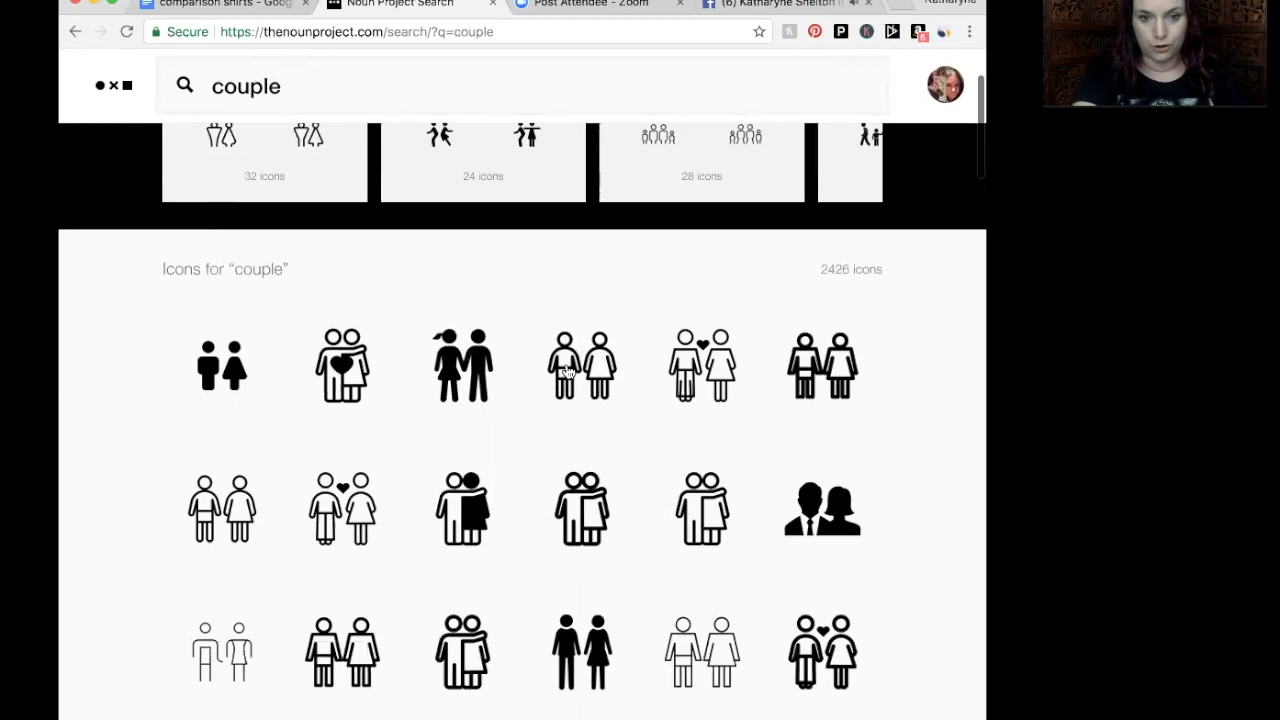 comparison shirts - Goog
Noun Project Search
Post Attendee - Zoom
(6) Katharyne Shelton
Katharyne
Secure
https://thenounproject.com/search/?q=couple
couple
32 icons
24 icons
28 icons
Icons for “couple”
2426 icons